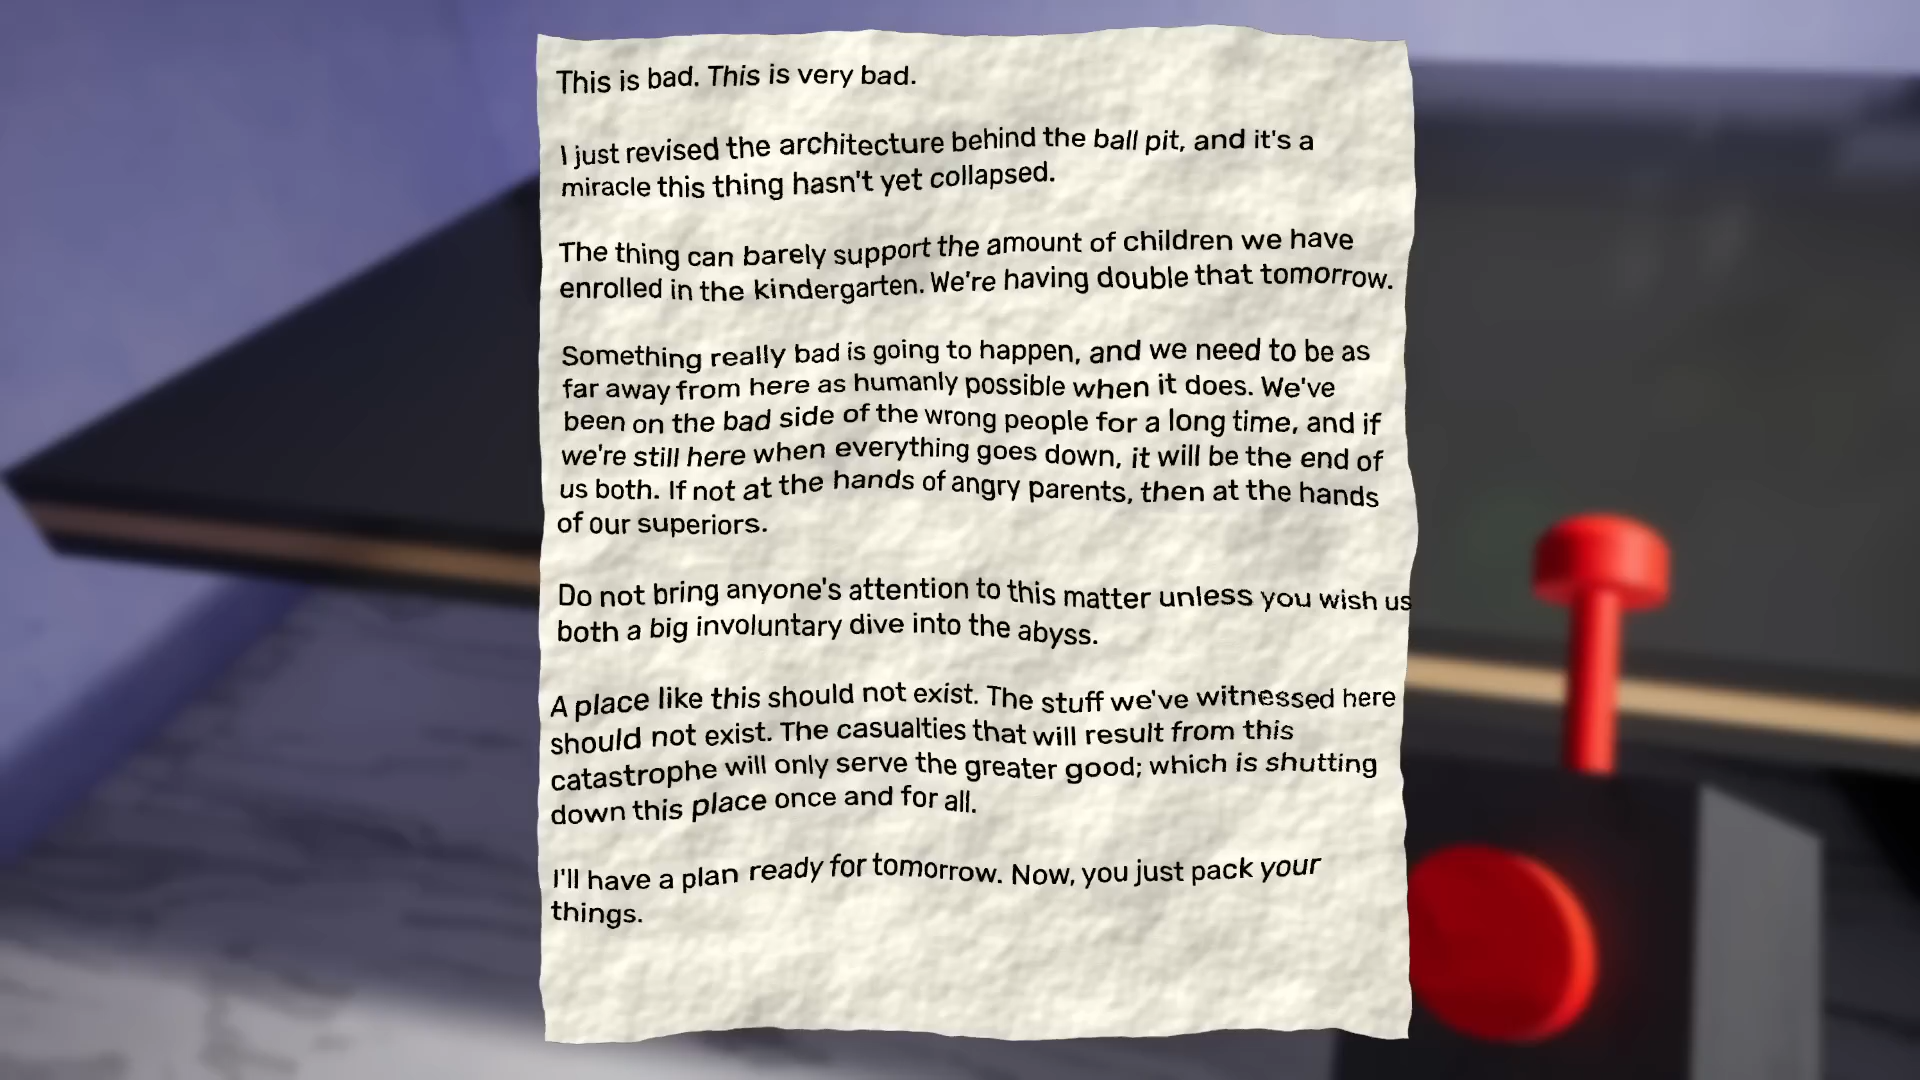 This is bad. This is very bad.
I just revised the architecture behind the ball pit, and it's a
miracle this thing hasn't yet collapsed.
The thing can barely support the amount of children we have
enrolled in the kindergarten. We're having double that tomorrow.
Something really bad is going to happen, and we need to be as
far away from here as humanly possible when it does. We've
been on the bad side of the wrong people for a long time, and if
we're still here when everything goes down, it will be the end of
us both. If not at the hands of angry parents, then at the hands
of our superiors.
Do not bring anyone's attention to this matter unless you wish us
both a big involuntary dive into the abyss.
A place like this should not exist. The stuff we've witnessed here
should not exist. The casualties that will result from this
catastrophe will only serve the greater good; which is shutting
down this place once and for all.
I'll have a plan ready for tomorrow. Now, you just pack your
things.